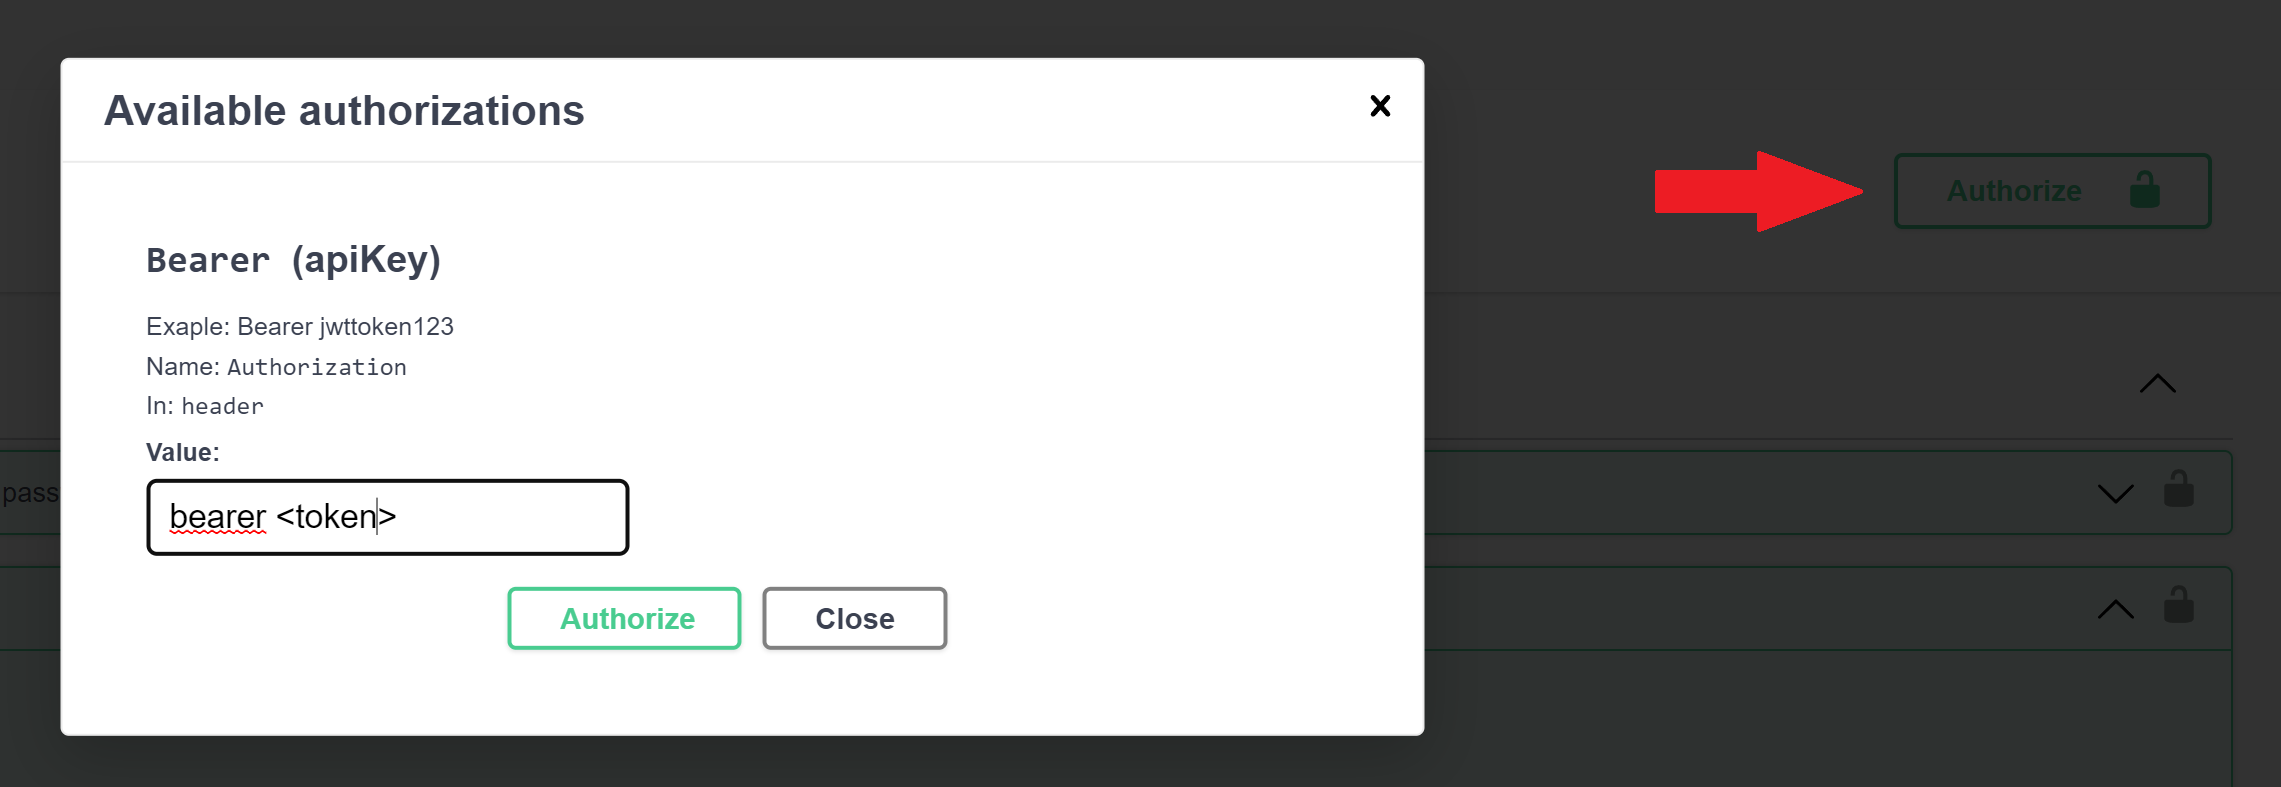 Available authorizations
Authorize
Bearer (apiKey)
Exaple: Bearer jwttoken123
Name: Authorization
In: header
Value:
pass
bearer <token>
Authorize
Close